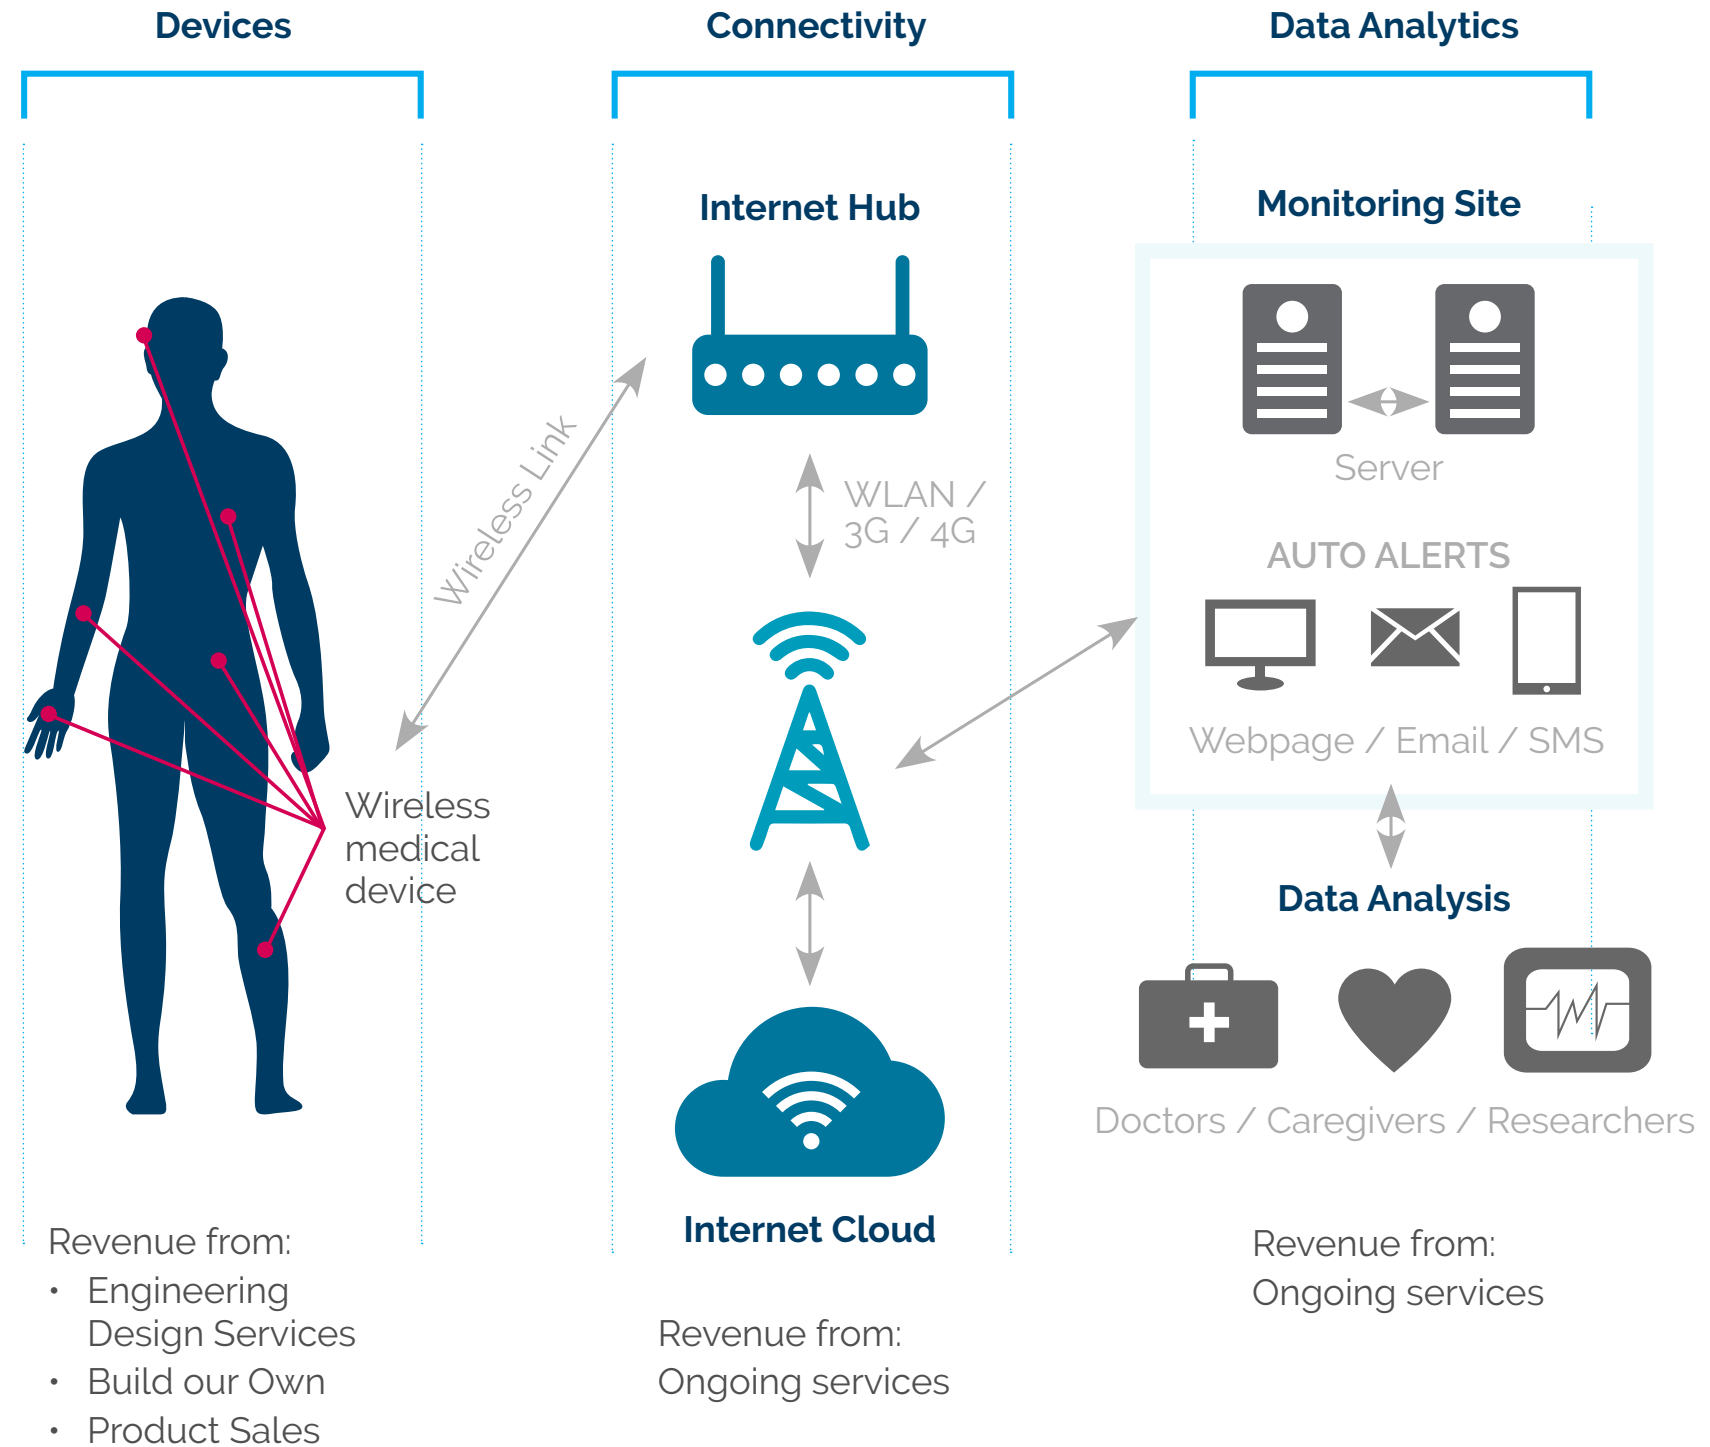 Devices
Connectivity
Data Analytics
Internet Hub
Monitoring Site
Wireless Link
WLAN /
3G / 4G
Server
AUTO ALERTS
Webpage / Email / SMS
Wireless
medical
device
Data Analysis
Doctors / Caregivers / Researchers
Internet Cloud
Revenue from:
• Engineering
Design Services
• Build our Own
• Product Sales
Revenue from:
Ongoing services
Revenue from:
Ongoing services